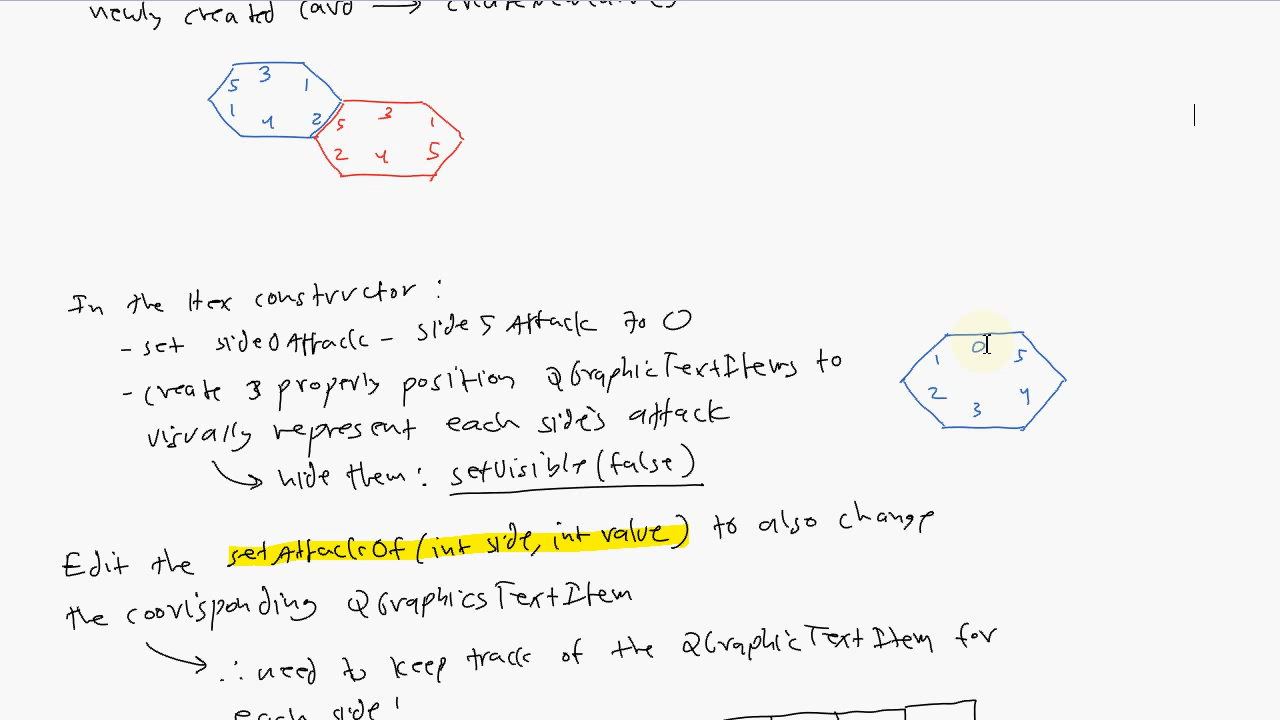 newly created card →
5 3 1
1 4 2
5 3 1
2 4 5
In the Hex constructor:
- set side0Attack - side5Attack to 0
- create 3 properly position QGraphicTextItems to
visually represent each side's attack
hide them: setVisible(false)
1 0 5
2 3 4
Edit the setAttackOf(int side, int value) to also change
the coorisponding QGraphicsTextItem
∴ need to keep track of the QGraphicTextItem for
each side!